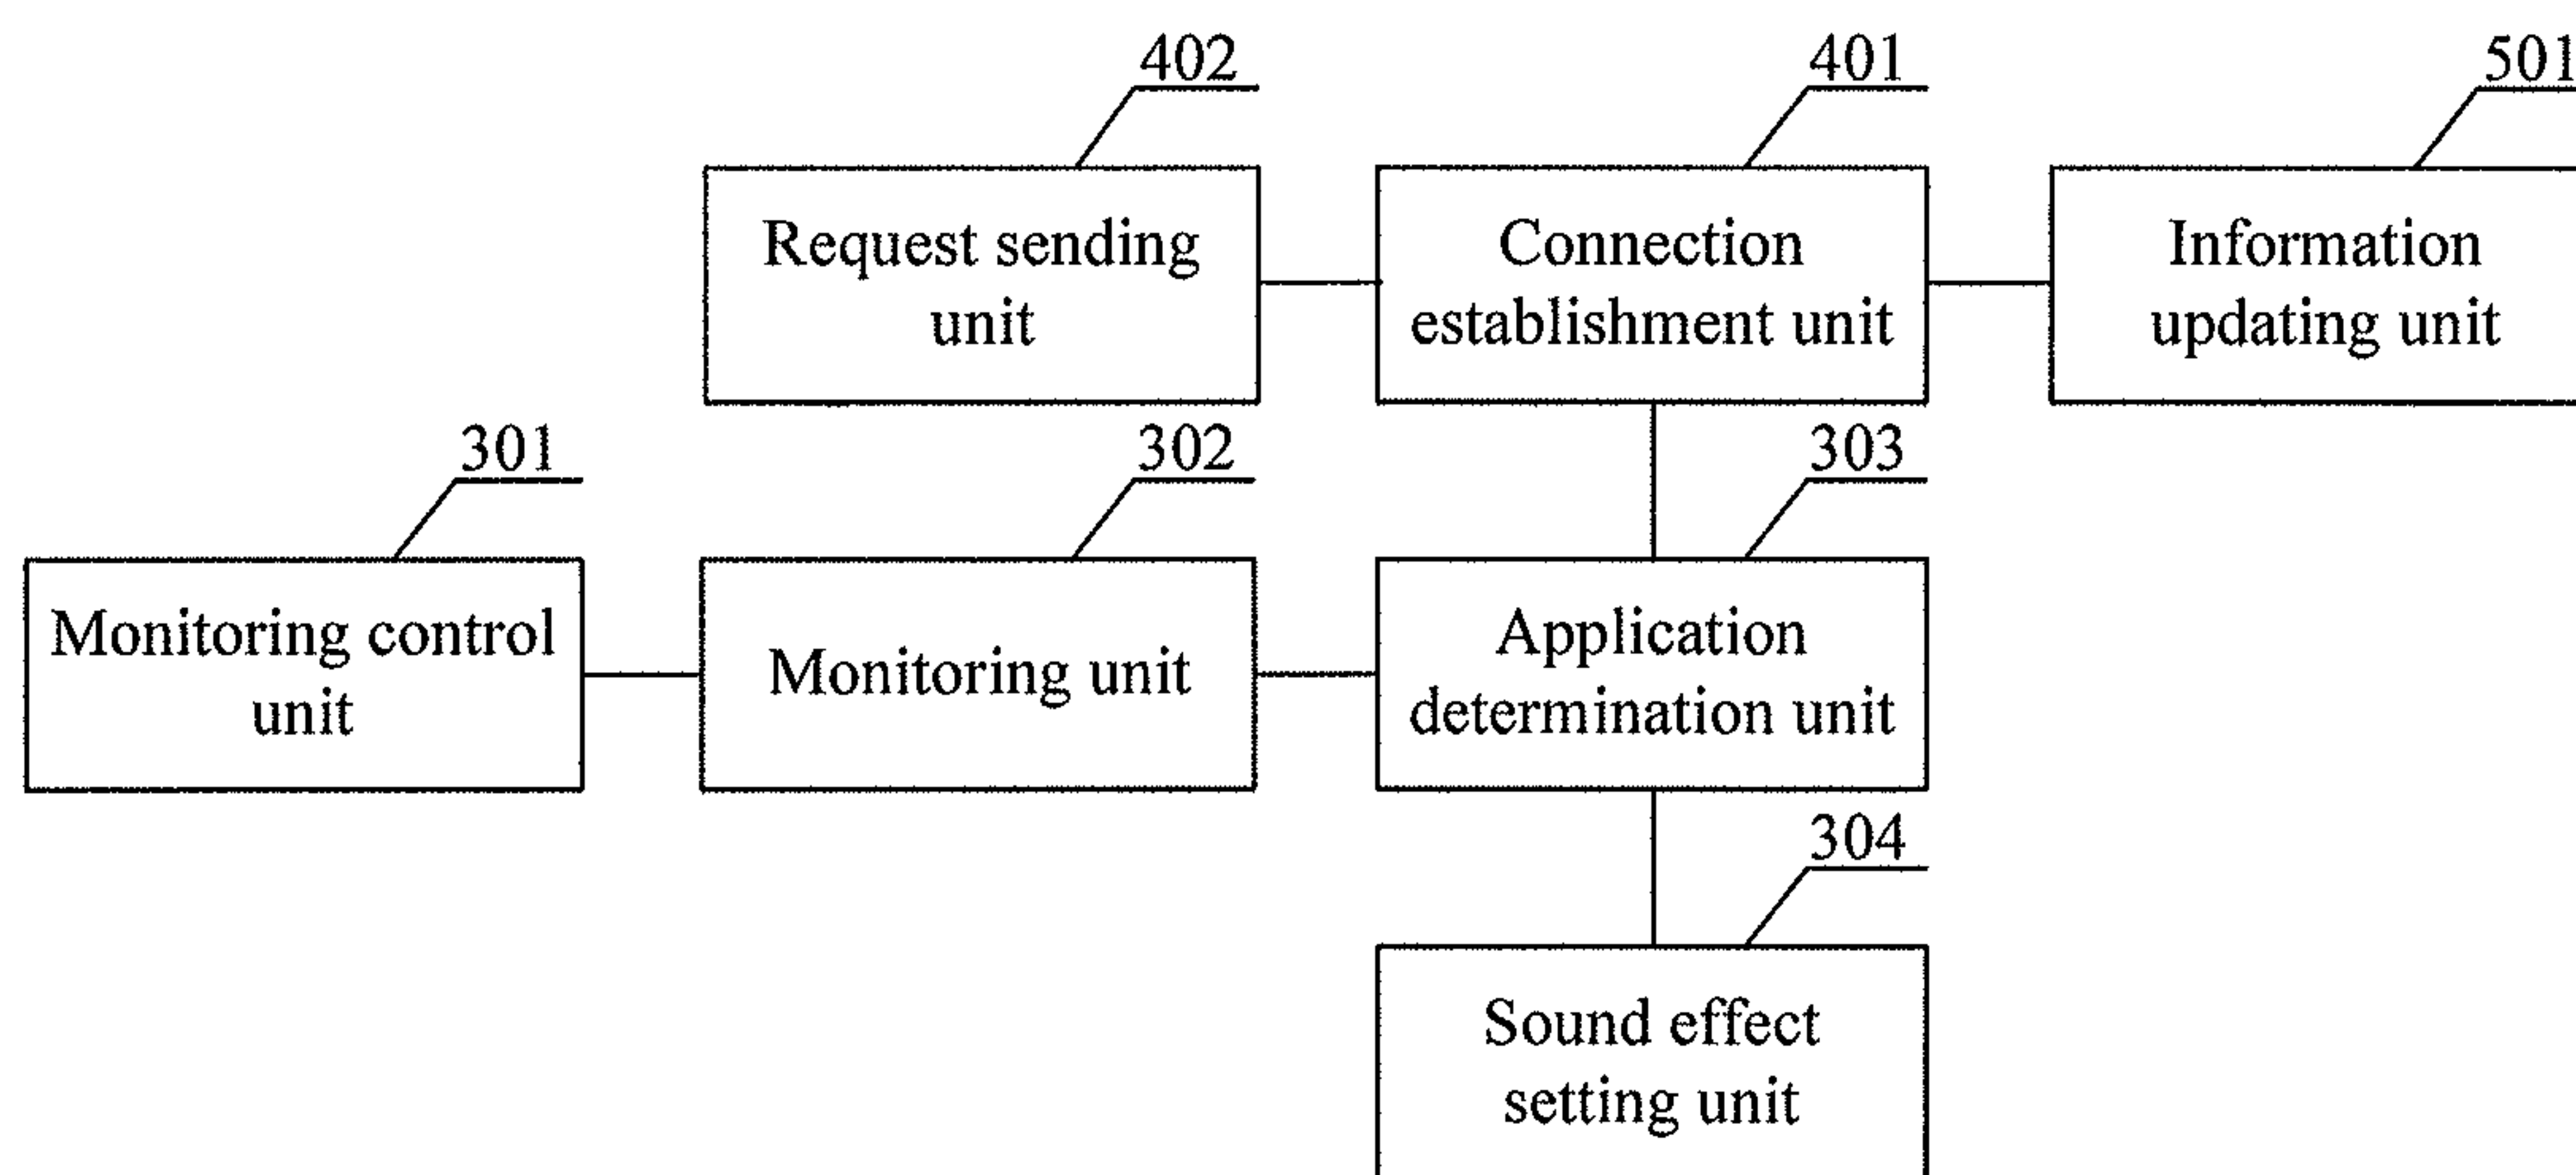 402
401
501
Request sending
unit
Connection
establishment unit
Information
updating unit
301
302
303
Monitoring control
unit
Monitoring unit
Application
determination unit
304
Sound effect
setting unit